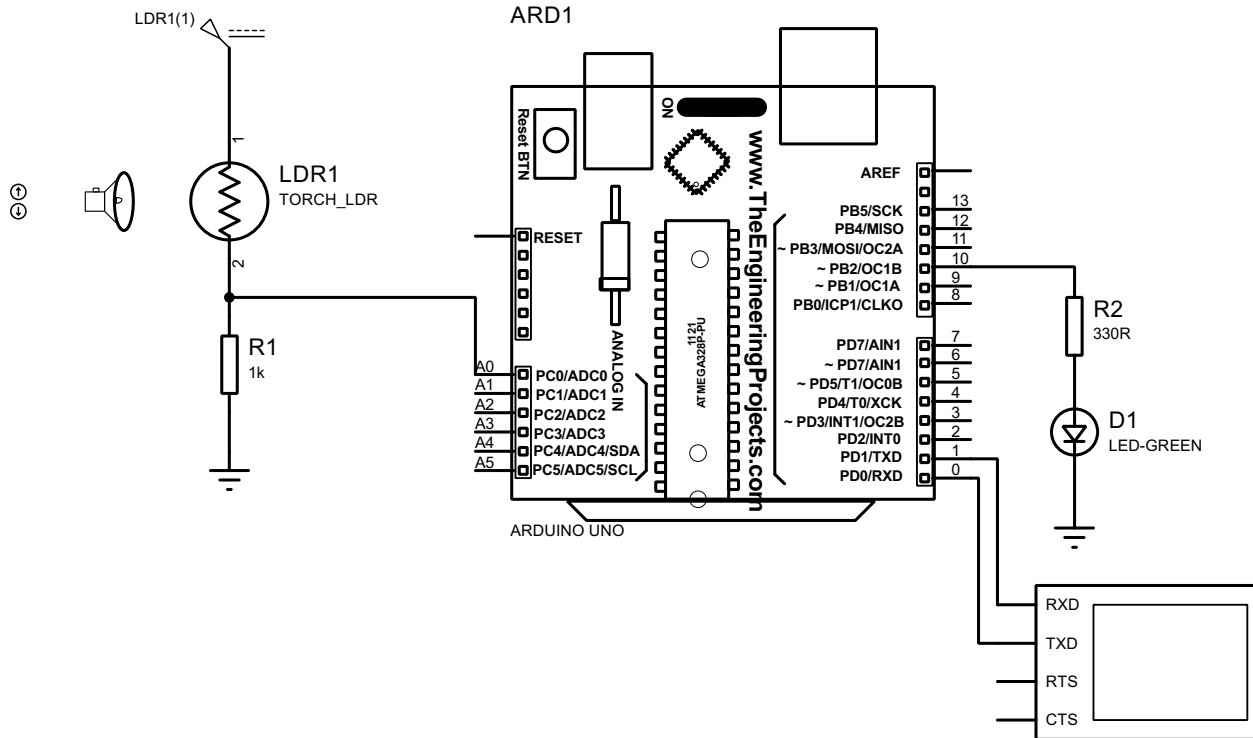 LDR1(1)
1
LDR1
TORCH_LDR
2
R1
1k
ARD1
Reset BTN
ON
www.TheEngineeringProjects.com
RESET
ANALOG IN
1121
ATMEGA328P-PU
A0 PC0/ADC0
A1 PC1/ADC1
A2 PC2/ADC2
A3 PC3/ADC3
A4 PC4/ADC4/SDA
A5 PC5/ADC5/SCL
AREF
PB5/SCK 13
PB4/MISO 12
~ PB3/MOSI/OC2A 11
~ PB2/OC1B 10
~ PB1/OC1A 9
PB0/ICP1/CLKO 8
PD7/AIN1 7
~ PD7/AIN1 6
~ PD5/T1/OC0B 5
PD4/T0/XCK 4
~ PD3/INT1/OC2B 3
PD2/INT0 2
PD1/TXD 1
PD0/RXD 0
ARDUINO UNO
R2
330R
D1
LED-GREEN
RXD
TXD
RTS
CTS